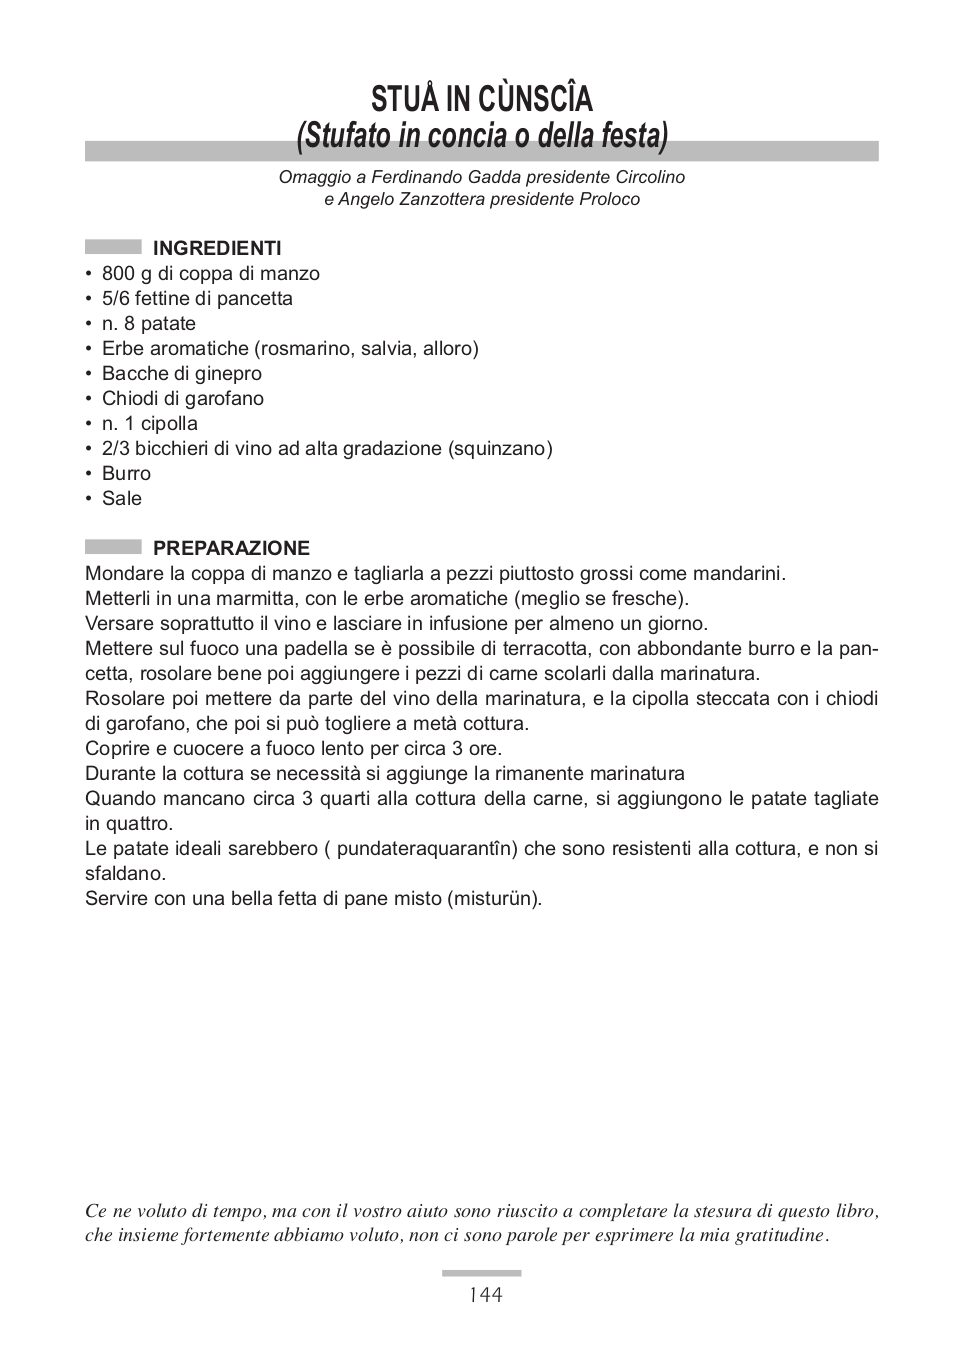 STUÅ IN CÙNSCÎA
(Stufato in concia o della festa)
Omaggio a Ferdinando Gadda presidente Circolino
e Angelo Zanzottera presidente Proloco
INGREDIENTI
• 800 g di coppa di manzo
• 5/6 fettine di pancetta
• n. 8 patate
• Erbe aromatiche (rosmarino, salvia, alloro)
• Bacche di ginepro
• Chiodi di garofano
• n. 1 cipolla
• 2/3 bicchieri di vino ad alta gradazione (squinzano)
• Burro
• Sale
PREPARAZIONE
Mondare la coppa di manzo e tagliarla a pezzi piuttosto grossi come mandarini.
Metterli in una marmitta, con le erbe aromatiche (meglio se fresche).
Versare soprattutto il vino e lasciare in infusione per almeno un giorno.
Mettere sul fuoco una padella se è possibile di terracotta, con abbondante burro e la pan-
cetta, rosolare bene poi aggiungere i pezzi di carne scolarli dalla marinatura.
Rosolare poi mettere da parte del vino della marinatura, e la cipolla steccata con i chiodi
di garofano, che poi si può togliere a metà cottura.
Coprire e cuocere a fuoco lento per circa 3 ore.
Durante la cottura se necessità si aggiunge la rimanente marinatura
Quando mancano circa 3 quarti alla cottura della carne, si aggiungono le patate tagliate
in quattro.
Le patate ideali sarebbero ( pundateraquarantîn) che sono resistenti alla cottura, e non si
sfaldano.
Servire con una bella fetta di pane misto (misturün).
Ce ne voluto di tempo, ma con il vostro aiuto sono riuscito a completare la stesura di questo libro,
che insieme fortemente abbiamo voluto, non ci sono parole per esprimere la mia gratitudine.
144